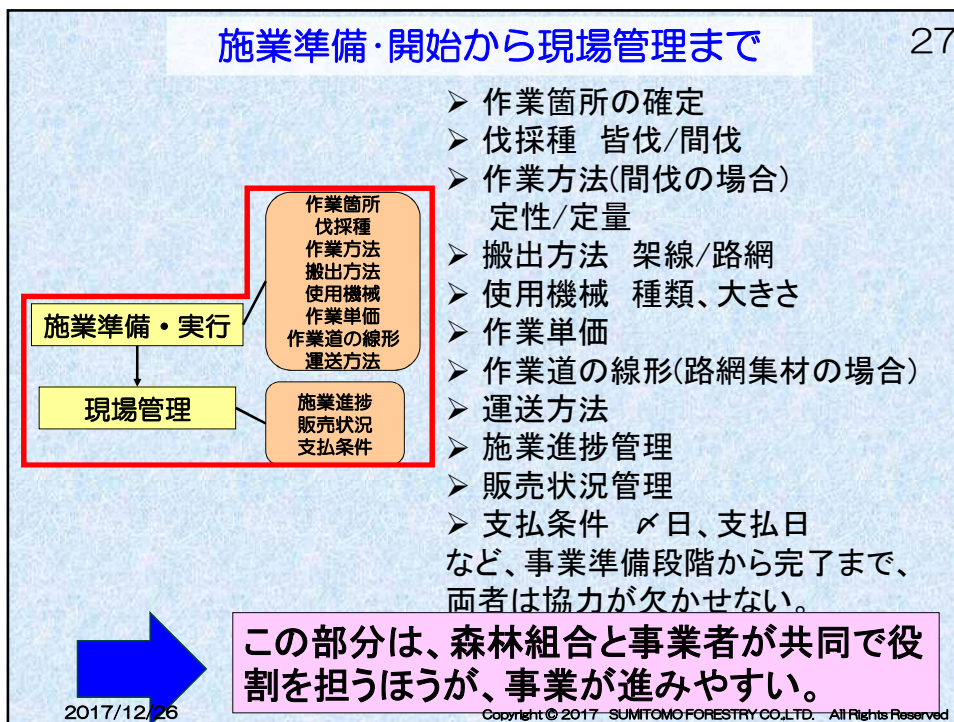 施業準備・開始から現場管理まで
27
作業箇所
伐採種
作業方法
搬出方法
使用機械
作業単価
作業道の線形
運送方法
施業準備・実行
現場管理
施業進捗
販売状況
支払条件
➢ 作業箇所の確定
➢ 伐採種 皆伐/間伐
➢ 作業方法(間伐の場合)
定性/定量
➢ 搬出方法 架線/路網
➢ 使用機械 種類、大きさ
➢ 作業単価
➢ 作業道の線形(路網集材の場合)
➢ 運送方法
➢ 施業進捗管理
➢ 販売状況管理
➢ 支払条件 〆日、支払日
など、事業準備段階から完了まで、
両者は協力が欠かせない。
この部分は、森林組合と事業者が共同で役
割を担うほうが、事業が進みやすい。
2017/12/26
Copyright © 2017 SUMITOMO FORESTRY CO.,LTD. All Rights Reserved